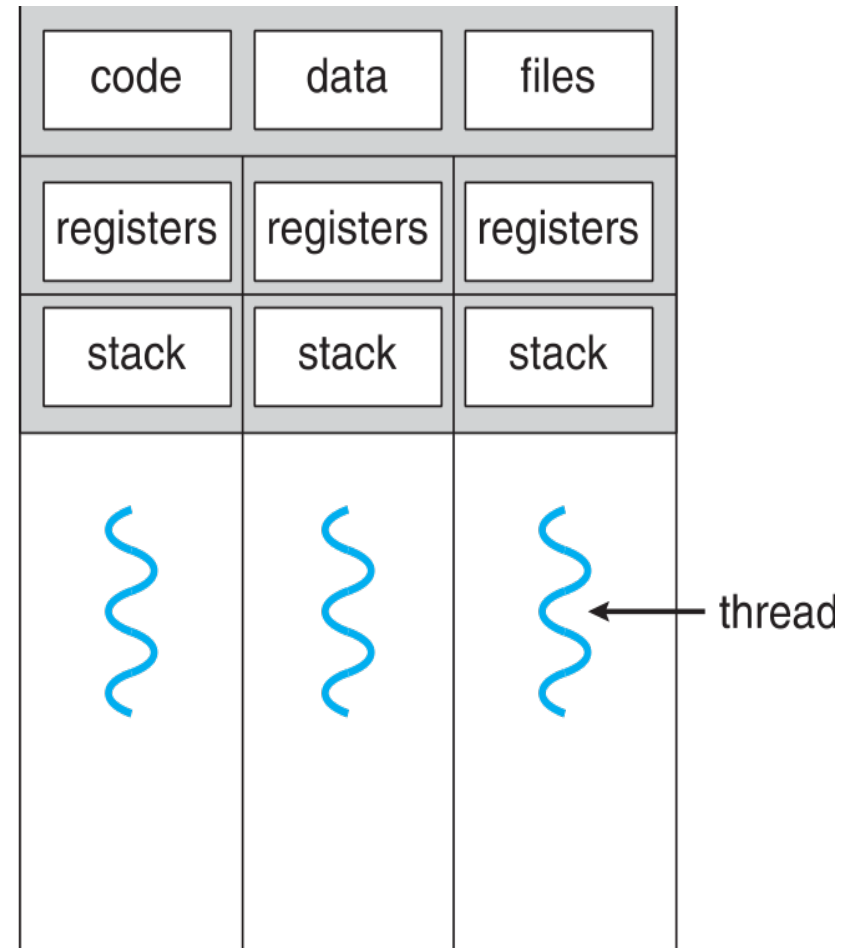 code data files
registers registers registers
stack stack stack
thread